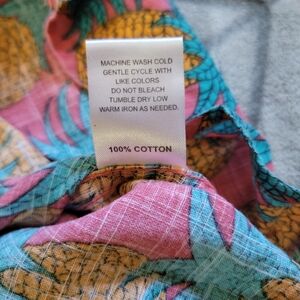 MACHINE WASH COLD
GENTLE CYCLE WITH
LIKE COLORS
DO NOT BLEACH
TUMBLE DRY LOW
WARM IRON AS NEEDED.
100% COTTON